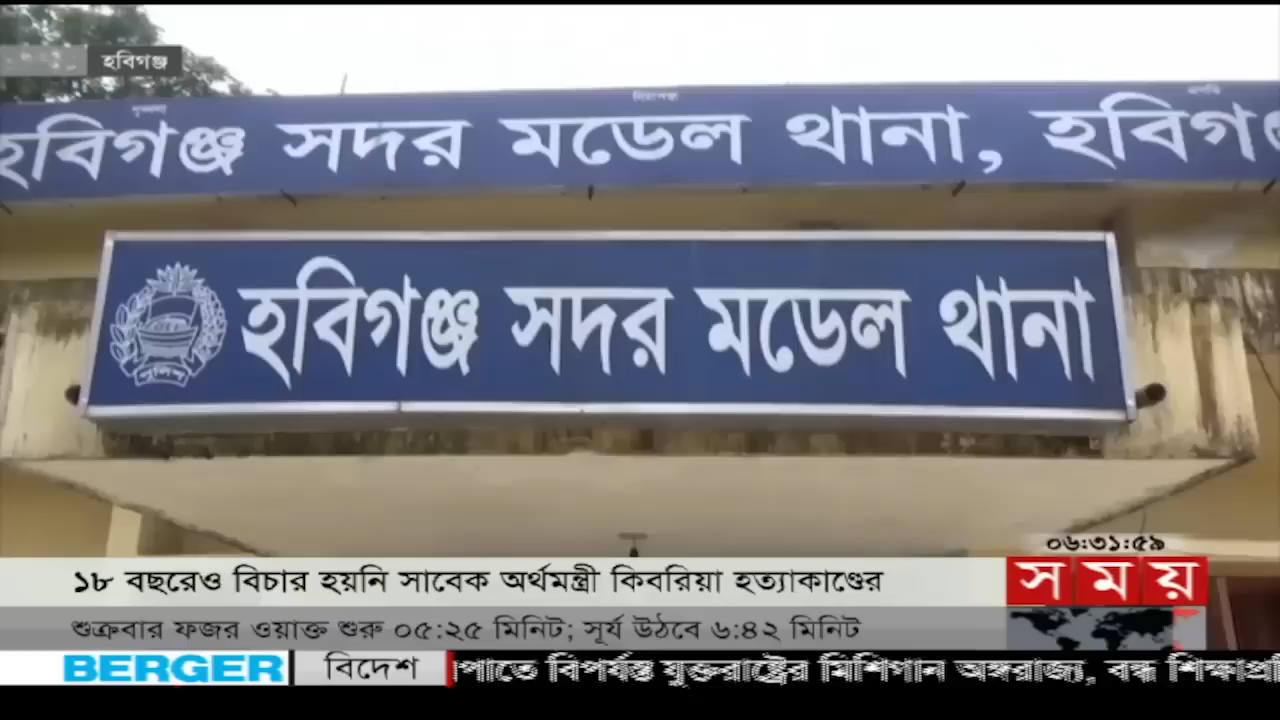 হবিগঞ্জ
হবিগঞ্জ সদর মডেল থানা, হবিগ
হবিগঞ্জ সদর মডেল থানা
পুলিশ
০৬:৩১:৫৯
১৮ বছরেও বিচার হয়নি সাবেক অর্থমন্ত্রী কিবরিয়া হত্যাকাণ্ডের
সময়
শুক্রবার ফজর ওয়াক্ত শুরু ০৫:২৫ মিনিট; সূর্য উঠবে ৬:৪২ মিনিট
BERGER বিদেশ পাতে বিপর্যস্ত যুক্তরাষ্ট্রের মিশিগান অঙ্গরাজ্য, বন্ধ শিক্ষাপ্রতি